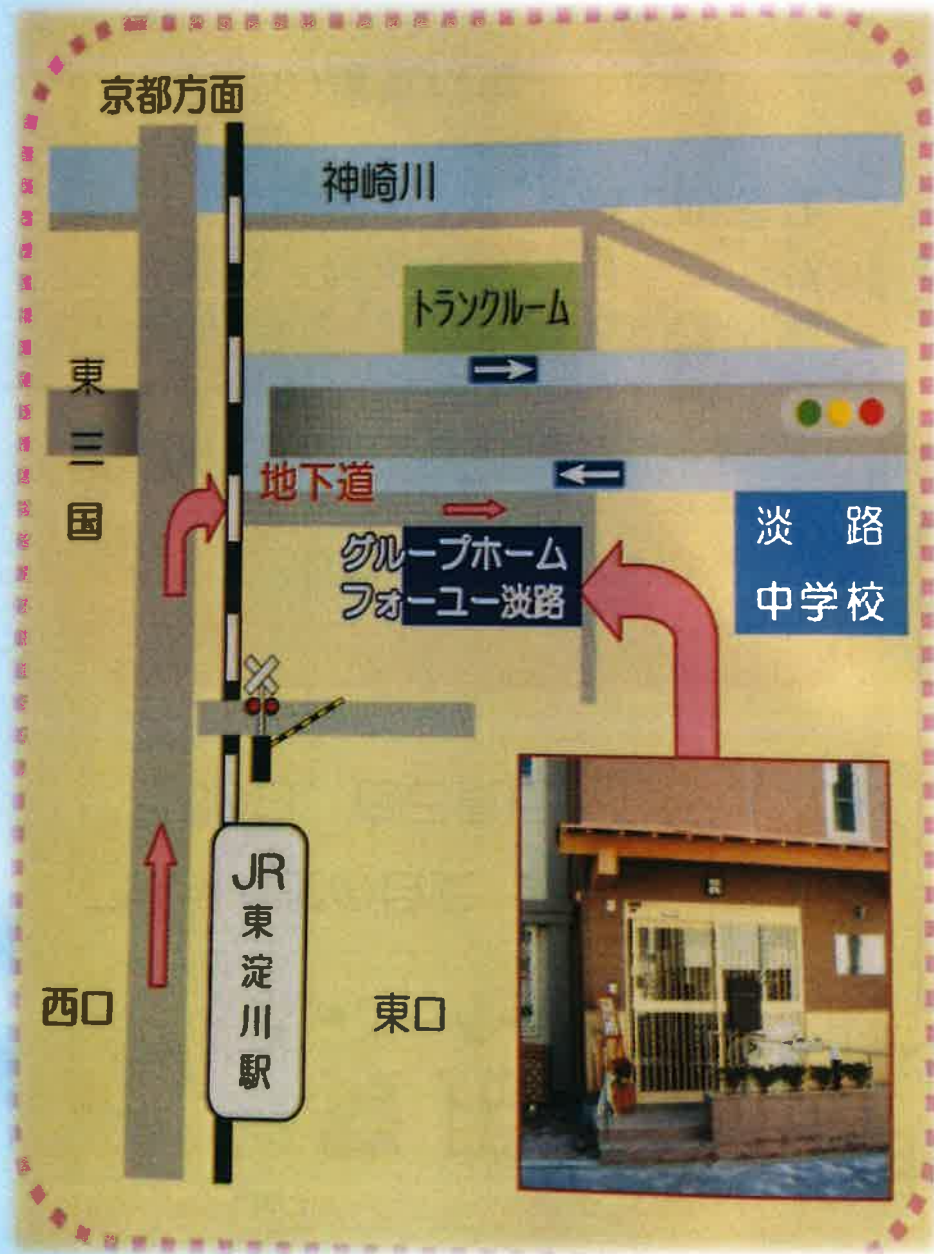 京都方面
神崎川
トランクルーム
東三国
地下道
グループホーム
フォーユー淡路
淡路
中学校
JR東淀川駅
西口
東口